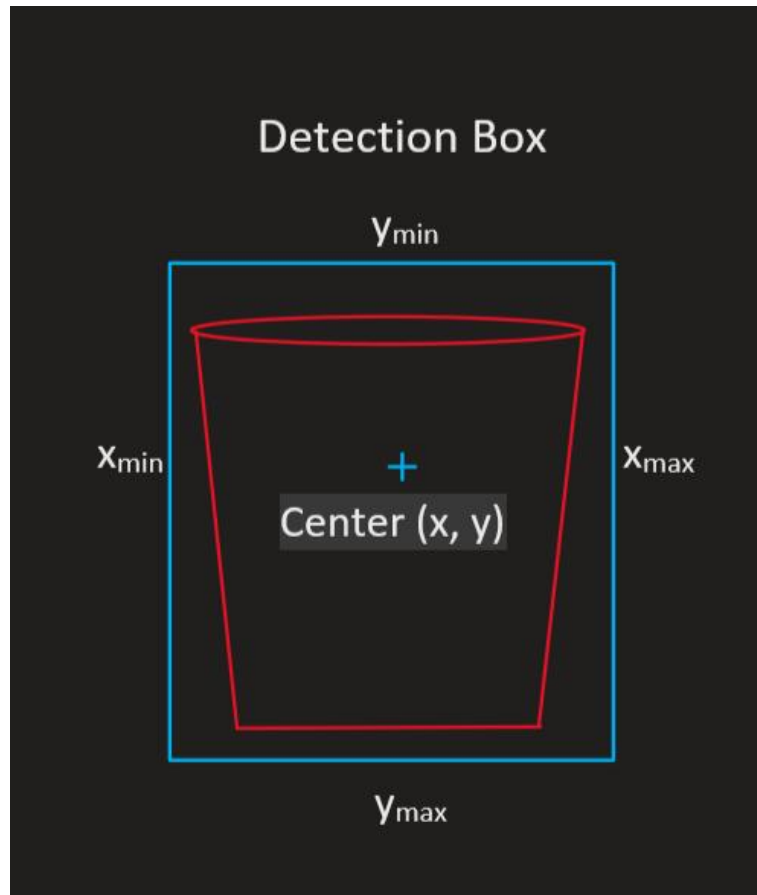 Detection Box
ymin
xmin
xmax
Center (x, y)
ymax